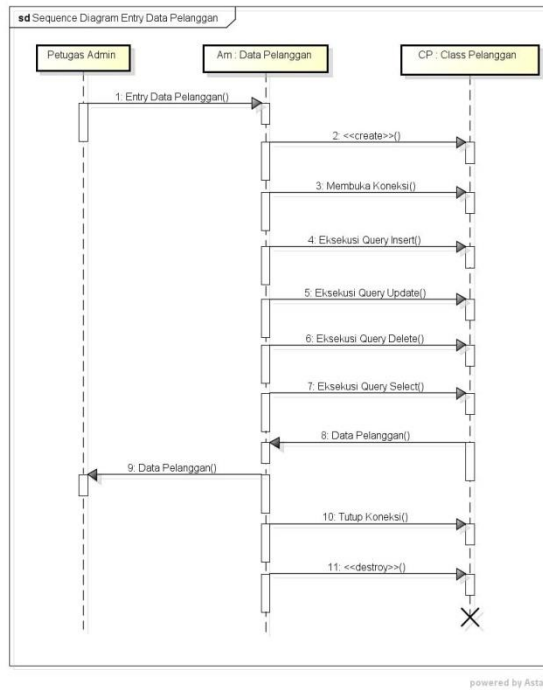 sd Sequence Diagram Entry Data Pelanggan
Petugas Admin
Am : Data Pelanggan
CP : Class Pelanggan
1: Entry Data Pelanggan()
2: <<create>>()
3: Membuka Koneksi()
4: Eksekusi Query Insert()
5: Eksekusi Query Update()
6: Eksekusi Query Delete()
7: Eksekusi Query Select()
8: Data Pelanggan()
9: Data Pelanggan()
10: Tutup Koneksi()
11: <<destroy>>()
powered by Asta